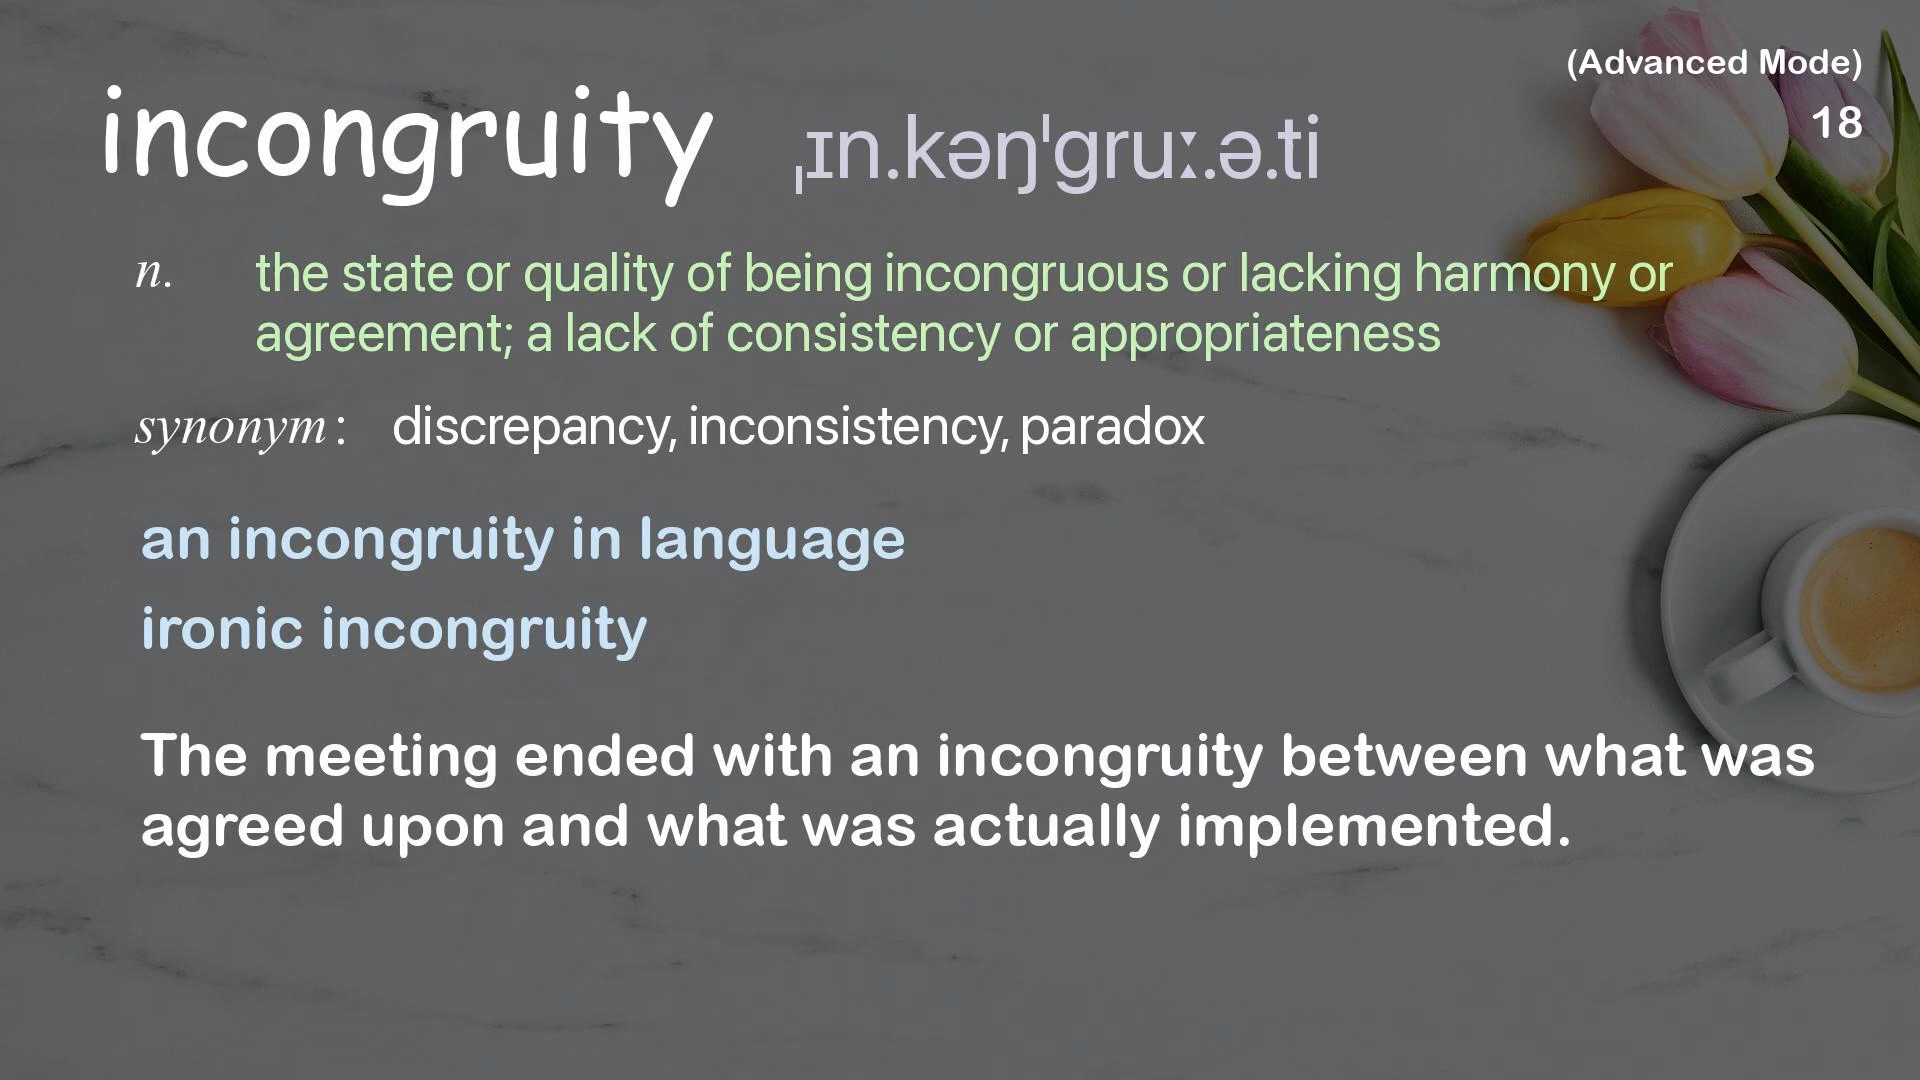 (Advanced Mode)
incongruity ˌɪn.kəŋˈɡruː.ə.ti
18
n. the state or quality of being incongruous or lacking harmony or
agreement; a lack of consistency or appropriateness
synonym : discrepancy, inconsistency, paradox
an incongruity in language
ironic incongruity
The meeting ended with an incongruity between what was
agreed upon and what was actually implemented.